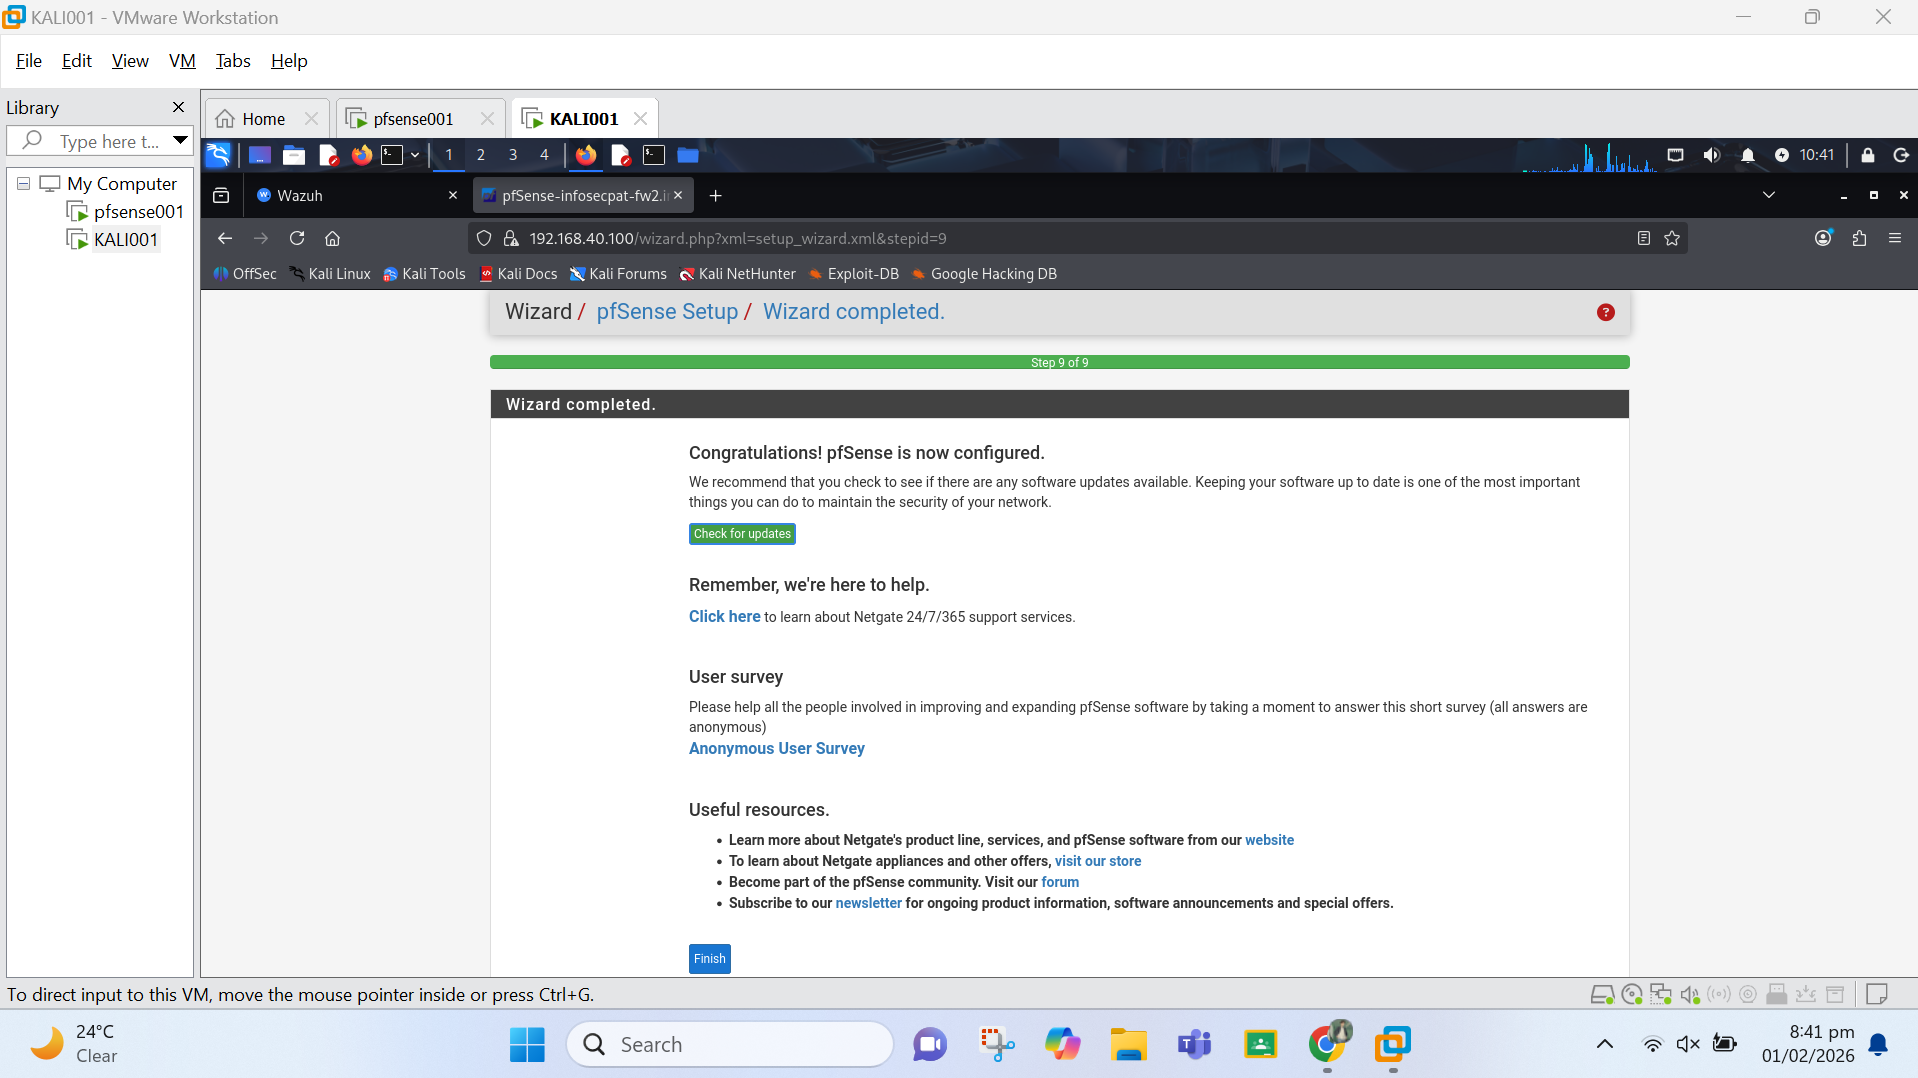 KALI001 - VMware Workstation
File Edit View VM Tabs Help
Library
Type here t...
My Computer
pfsense001
KALI001
Home
pfsense001
KALI001
1 2 3 4
10:41
Wazuh
pfSense-infosecpat-fw2.i
192.168.40.100/wizard.php?xml=setup_wizard.xml&stepid=9
OffSec Kali Linux Kali Tools Kali Docs Kali Forums Kali NetHunter Exploit-DB Google Hacking DB
Wizard / pfSense Setup / Wizard completed.
Step 9 of 9
Wizard completed.
Congratulations! pfSense is now configured.
We recommend that you check to see if there are any software updates available. Keeping your software up to date is one of the most important
things you can do to maintain the security of your network.
Check for updates
Remember, we're here to help.
Click here to learn about Netgate 24/7/365 support services.
User survey
Please help all the people involved in improving and expanding pfSense software by taking a moment to answer this short survey (all answers are
anonymous)
Anonymous User Survey
Useful resources.
• Learn more about Netgate's product line, services, and pfSense software from our website
• To learn about Netgate appliances and other offers, visit our store
• Become part of the pfSense community. Visit our forum
• Subscribe to our newsletter for ongoing product information, software announcements and special offers.
Finish
To direct input to this VM, move the mouse pointer inside or press Ctrl+G.
24°C
Clear
Search
8:41 pm
01/02/2026